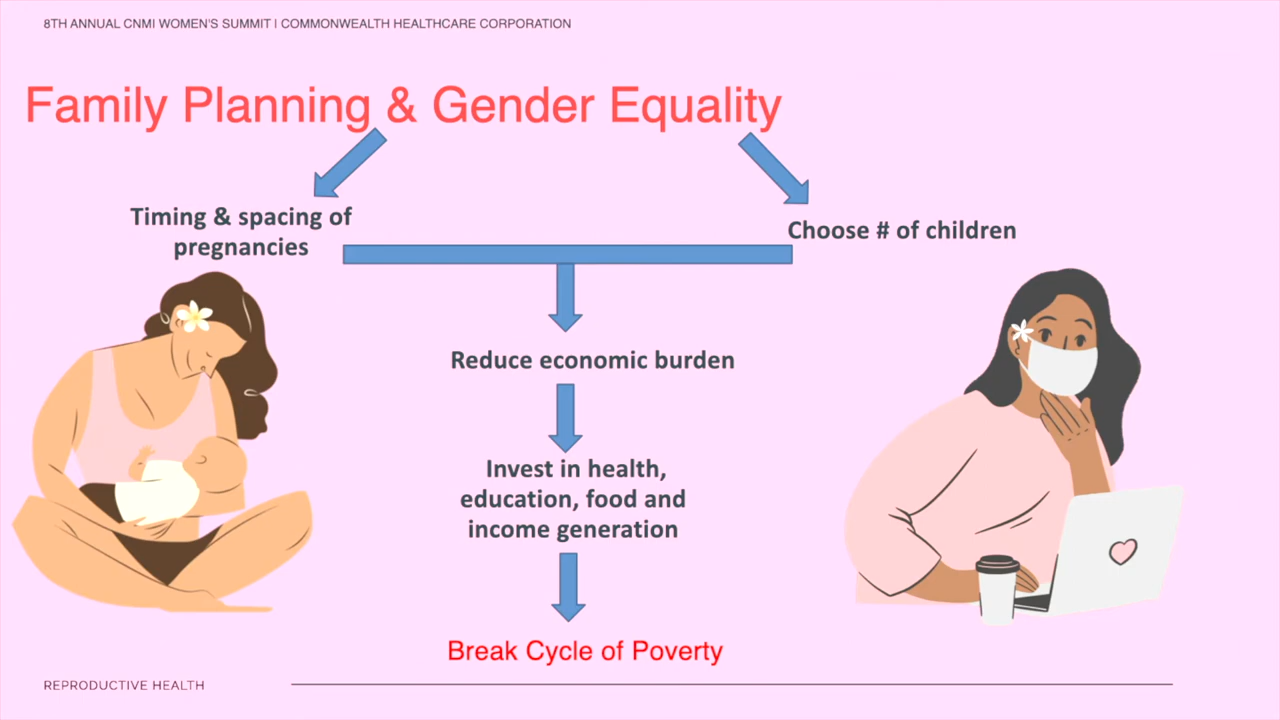 8TH ANNUAL CNMI WOMEN'S SUMMIT | COMMONWEALTH HEALTHCARE CORPORATION
Family Planning & Gender Equality
Timing & spacing of
pregnancies
Choose # of children
Reduce economic burden
Invest in health,
education, food and
income generation
Break Cycle of Poverty
REPRODUCTIVE HEALTH